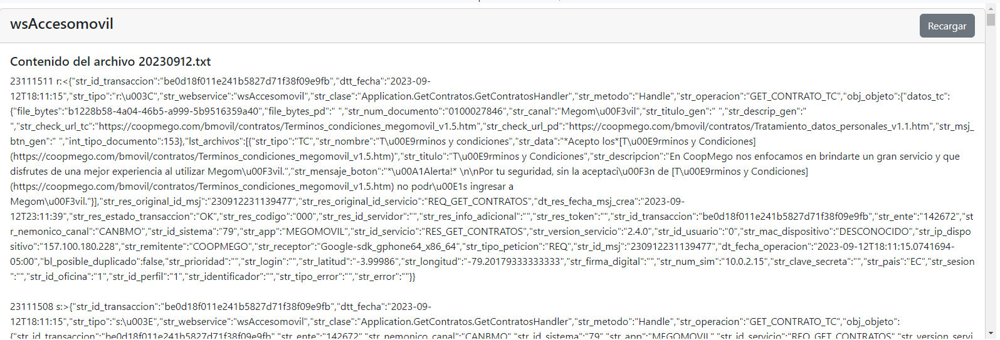 wsAccesomovil
Recargar
Contenido del archivo 20230912.txt
23111511 r:<{"str_id_transaccion":"be0d18f011e241b5827d71f38f09e9fb","dtt_fecha":"2023-09-
12T18:11:15","str_tipo":"r:\u003C","str_webservice":"wsAccesomovil","str_clase":"Application.GetContratos.GetContratosHandler","str_metodo":"Handle","str_operacion":"GET_CONTRATO_TC","obj_objeto":{"datos_tc":
{"file_bytes":"b1228b58-4a04-46b5-a999-5b9516359a40","file_bytes_pd":" ","str_num_documento":"0100027846","str_canal":"Megom\u00F3vil","str_titulo_gen":" ","str_descrip_gen":"
","str_check_url_tc":"https://coopmego.com/bmovil/contratos/Terminos_condiciones_megomovil_v1.5.htm","str_check_url_pd":"https://coopmego.com/bmovil/contratos/Tratamiento_datos_personales_v1.1.htm","str_msj_
btn_gen":" ","int_tipo_documento":153},"lst_archivos":[{"str_tipo":"TC","str_nombre":"T\u00E9rminos y condiciones","str_data":"*Acepto los*[T\u00E9rminos y Condiciones]
(https://coopmego.com/bmovil/contratos/Terminos_condiciones_megomovil_v1.5.htm)","str_titulo":"T\u00E9rminos y Condiciones","str_descripcion":"En CoopMego nos enfocamos en brindarte un gran servicio y que
disfrutes de una mejor experiencia al utilizar Megom\u00F3vil.","str_mensaje_boton":"*\u00A1Alerta!* \n\nPor tu seguridad, sin la aceptaci\u00F3n de [T\u00E9rminos y Condiciones]
(https://coopmego.com/bmovil/contratos/Terminos_condiciones_megomovil_v1.5.htm) no podr\u00E1s ingresar a
Megom\u00F3vil."}],"str_res_original_id_msj":"230912231139477","str_res_original_id_servicio":"REQ_GET_CONTRATOS","dt_res_fecha_msj_crea":"2023-09-
12T23:11:39","str_res_estado_transaccion":"OK","str_res_codigo":"000","str_res_id_servidor":"","str_res_info_adicional":"","str_res_token":"","str_id_transaccion":"be0d18f011e241b5827d71f38f09e9fb","str_ente":"142672","st
r_nemonico_canal":"CANBMO","str_id_sistema":"79","str_app":"MEGOMOVIL","str_id_servicio":"RES_GET_CONTRATOS","str_version_servicio":"2.4.0","str_id_usuario":"0","str_mac_dispositivo":"DESCONOCIDO","str_ip_dispo
sitivo":"157.100.180.228","str_remitente":"COOPMEGO","str_receptor":"Google-sdk_gphone64_x86_64","str_tipo_peticion":"REQ","str_id_msj":"230912231139477","dt_fecha_operacion":"2023-09-12T18:11:15.0741694-
05:00","bl_posible_duplicado":false,"str_prioridad":"","str_login":"","str_latitud":"-3.99986","str_longitud":"-79.20179333333333","str_firma_digital":"","str_num_sim":"10.0.2.15","str_clave_secreta":"","str_pais":"EC","str_sesion
":"","str_id_oficina":"1","str_id_perfil":"1","str_identificador":"","str_tipo_error":"","str_error":""}}
23111508 s:>{"str_id_transaccion":"be0d18f011e241b5827d71f38f09e9fb","dtt_fecha":"2023-09-
12T18:11:15","str_tipo":"s:\u003E","str_webservice":"wsAccesomovil","str_clase":"Application.GetContratos.GetContratosHandler","str_metodo":"Handle","str_operacion":"GET_CONTRATO_TC","obj_objeto":
{"str_id_transaccion":"be0d18f011e241b5827d71f38f09e9fb","str_ente":"142672","str_nemonico_canal":"CANBMO","str_id_sistema":"79","str_app":"MEGOMOVIL","str_id_servicio":"REQ_GET_CONTRATOS","str_version_servi